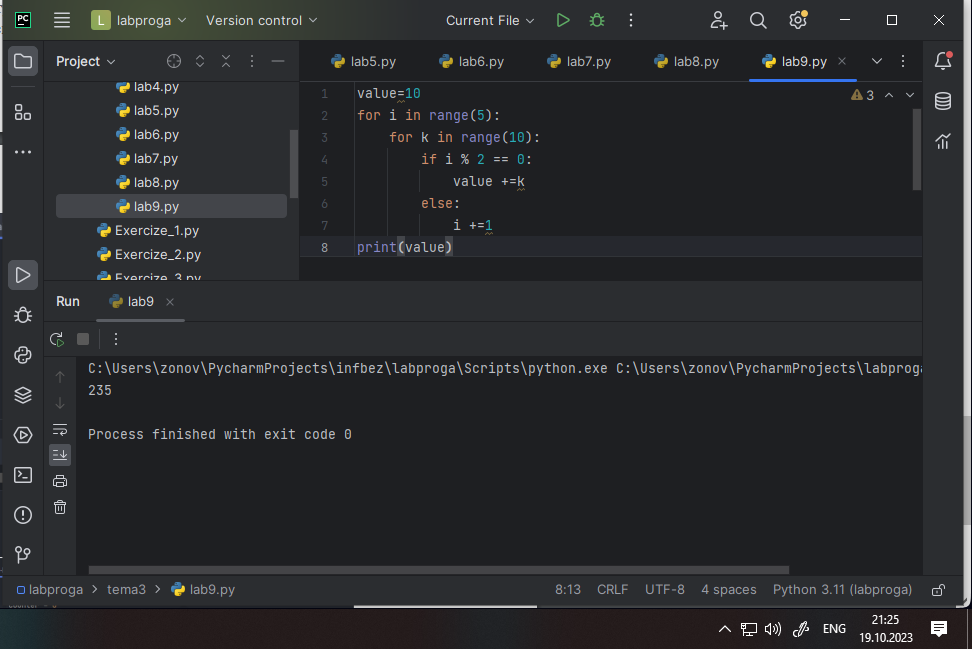 PC L labproga Version control Current File
Project lab5.py lab6.py lab7.py lab8.py lab9.py
lab4.py
lab5.py
lab6.py
lab7.py
lab8.py
lab9.py
Exercize_1.py
Exercize_2.py
Exercize_3.py
3
1 value=10
2 for i in range(5):
3 for k in range(10):
4 if i % 2 == 0:
5 value +=k
6 else:
7 i +=1
8 print(value)
Run lab9
C:\Users\zonov\PycharmProjects\infbez\labproga\Scripts\python.exe C:\Users\zonov\PycharmProjects\labproga
235
Process finished with exit code 0
labproga > tema3 > lab9.py 8:13 CRLF UTF-8 4 spaces Python 3.11 (labproga)
ENG 21:25
19.10.2023